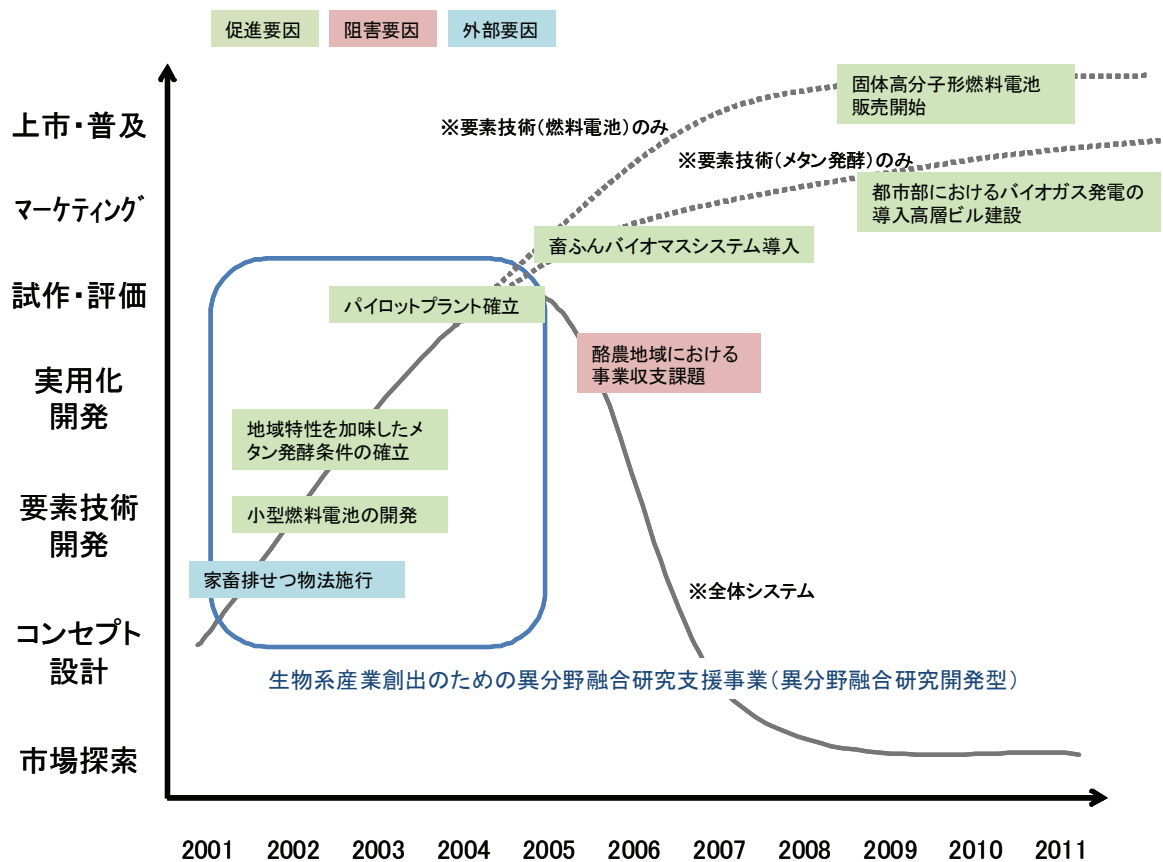 促進要因
阻害要因
外部要因
上市・普及
マーケティング
試作・評価
実用化
開発
要素技術
開発
コンセプト
設計
市場探索
固体高分子形燃料電池
販売開始
※要素技術(燃料電池)のみ
※要素技術(メタン発酵)のみ
都市部におけるバイオガス発電の
導入高層ビル建設
畜ふんバイオマスシステム導入
パイロットプラント確立
酪農地域における
事業収支課題
地域特性を加味したメ
タン発酵条件の確立
小型燃料電池の開発
家畜排せつ物法施行
※全体システム
生物系産業創出のための異分野融合研究支援事業(異分野融合研究開発型)
2001 2002 2003 2004 2005 2006 2007 2008 2009 2010 2011